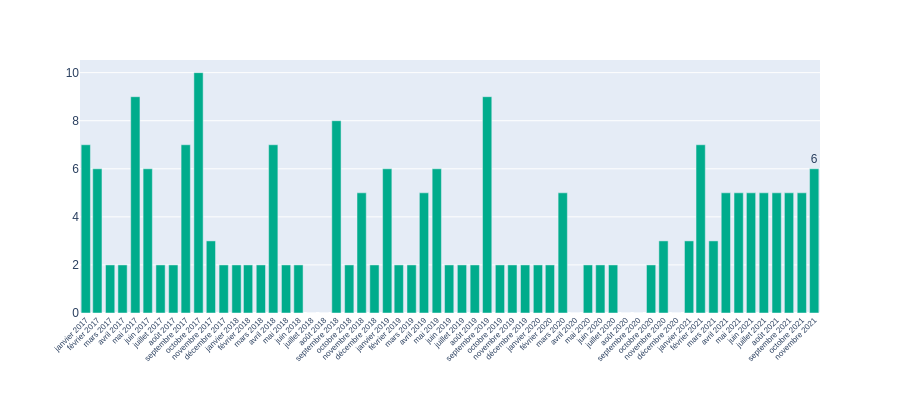 10
8
6
4
2
0
6
janvier 2017
février 2017
mars 2017
avril 2017
mai 2017
juin 2017
juillet 2017
août 2017
septembre 2017
octobre 2017
novembre 2017
décembre 2017
janvier 2018
février 2018
mars 2018
avril 2018
mai 2018
juin 2018
juillet 2018
août 2018
septembre 2018
octobre 2018
novembre 2018
décembre 2018
janvier 2019
février 2019
mars 2019
avril 2019
mai 2019
juin 2019
juillet 2019
août 2019
septembre 2019
octobre 2019
novembre 2019
décembre 2019
janvier 2020
février 2020
mars 2020
avril 2020
mai 2020
juin 2020
juillet 2020
août 2020
septembre 2020
octobre 2020
novembre 2020
décembre 2020
janvier 2021
février 2021
mars 2021
avril 2021
mai 2021
juin 2021
juillet 2021
août 2021
septembre 2021
octobre 2021
novembre 2021